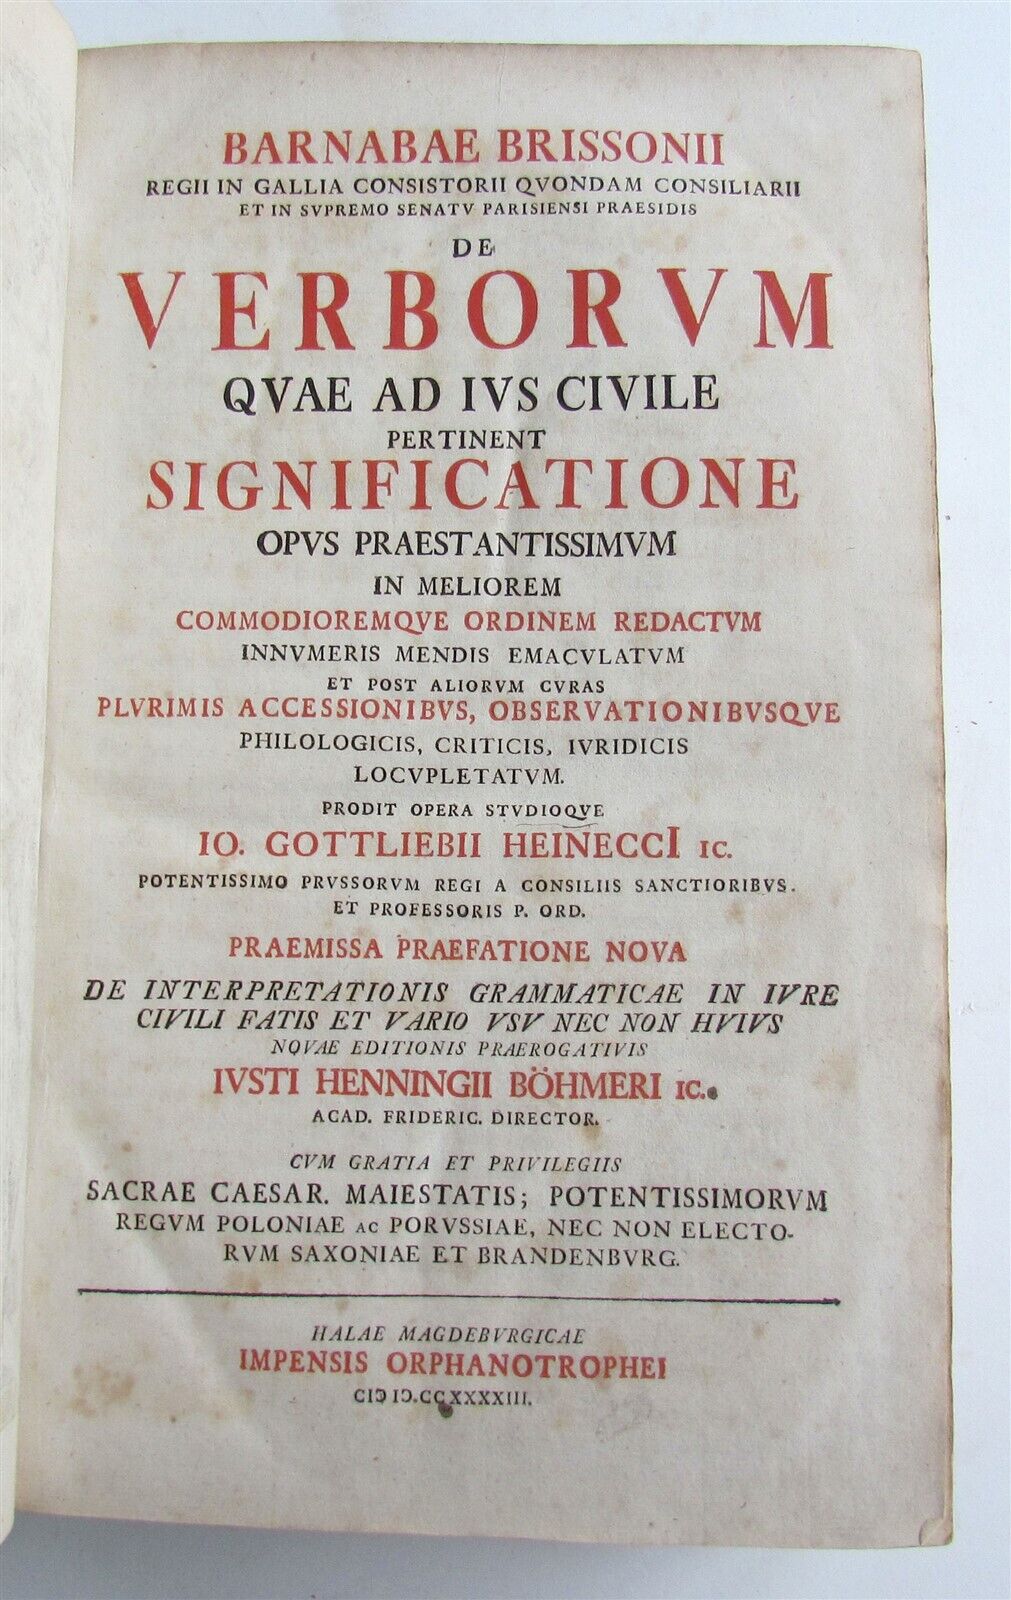 BARNABAE BRISSONII
REGII IN GALLIA CONSISTORII QVONDAM CONSILIARII
ET IN SVPREMO SENATV PARISIENSI PRAESIDIS
DE
VERBORVM
QVAE AD IVS CIVILE
PERTINENT
SIGNIFICATIONE
OPVS PRAESTANTISSIMVM
IN MELIOREM
COMMODIOREMQVE ORDINEM REDACTVM
INNVMERIS MENDIS EMACVLATVM
ET POST ALIORVM CVRAS
PLVRIMIS ACCESSIONIBVS, OBSERVATIONIBVSQVE
PHILOLOGICIS, CRITICIS, IVRIDICIS
LOCVPLETATVM.
PRODIT OPERA STVDIOQVE
IO. GOTTLIEBII HEINECCI IC.
POTENTISSIMO PRVSSORVM REGI A CONSILIIS SANCTIORIBVS.
ET PROFESSORIS P. ORD.
PRAEMISSA PRAEFATIONE NOVA
DE INTERPRETATIONIS GRAMMATICAE IN IVRE
CIVILI FATIS ET VARIO VSV NEC NON HVIVS
NOVAE EDITIONIS PRAEROGATIVIS
IVSTI HENNINGII BÖHMERI IC.
ACAD. FRIDERIC. DIRECTOR.
CVM GRATIA ET PRIVILEGIIS
SACRAE CAESAR. MAIESTATIS; POTENTISSIMORVM
REGVM POLONIAE AC PORVSSIAE, NEC NON ELECTO-
RVM SAXONIAE ET BRANDENBVRG.
HALAE MAGDEBVRGICAE
IMPENSIS ORPHANOTROPHEI
CIↃ IↃ.CCXXXXIII.